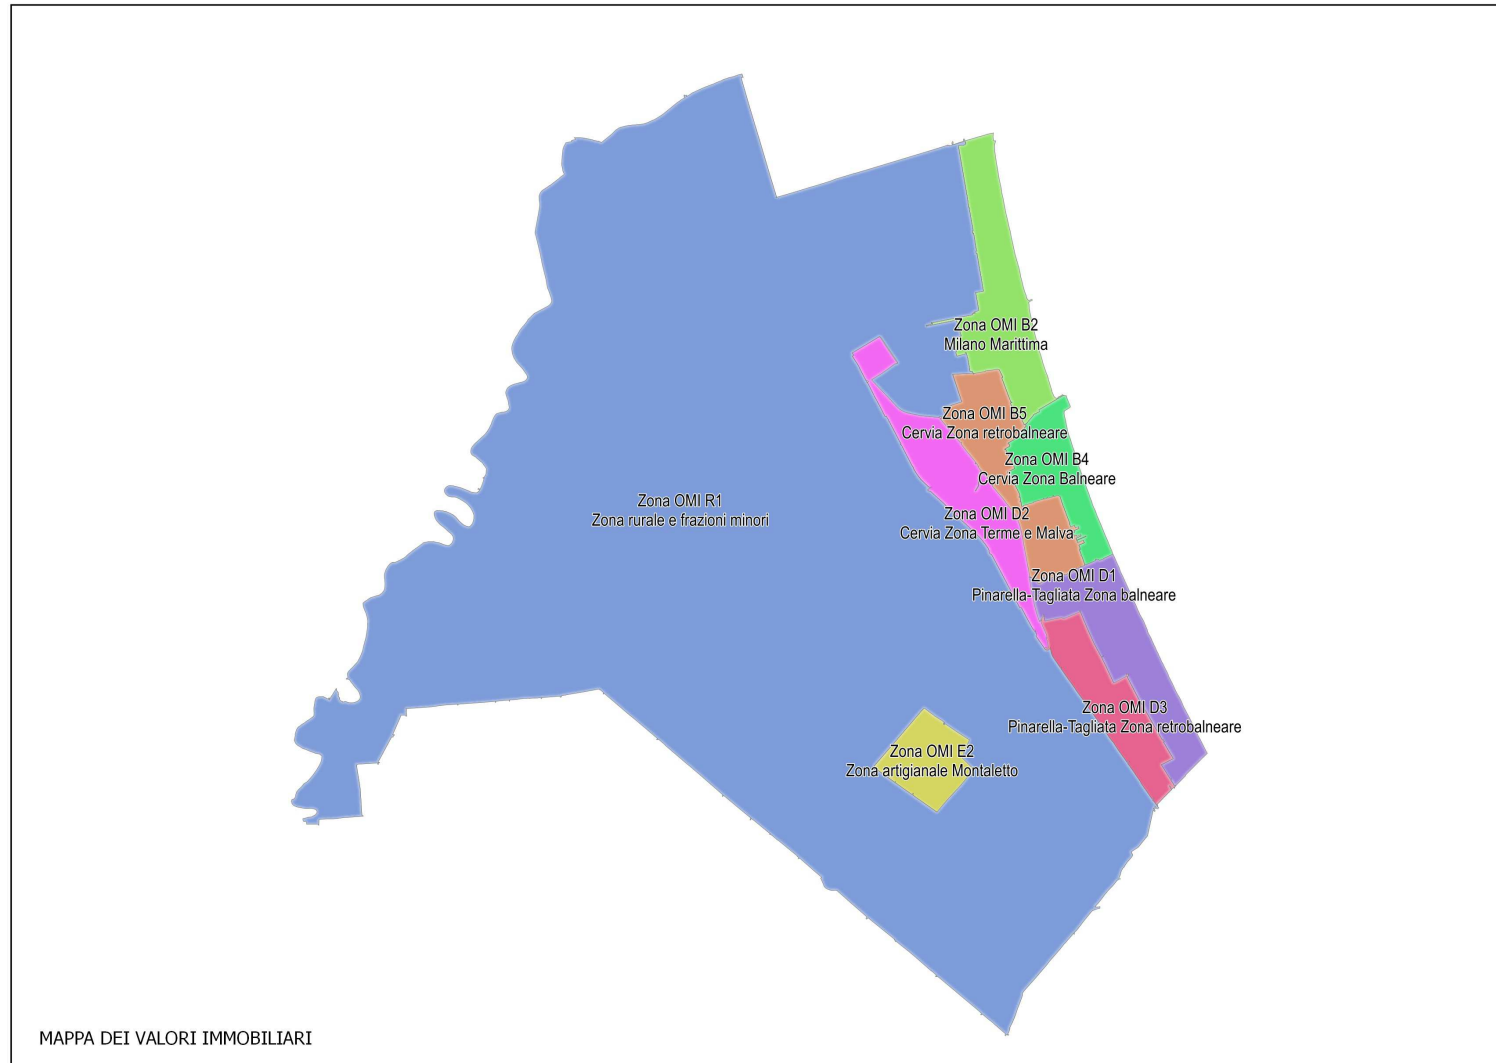 Zona OMI B2
Milano Marittima
Zona OMI B5
Cervia Zona retrobalneare
Zona OMI B4
Cervia Zona Balneare
Zona OMI R1
Zona rurale e frazioni minori
Zona OMI D2
Cervia Zona Terme e Malva
Zona OMI D1
Pinarella-Tagliata Zona balneare
Zona OMI D3
Pinarella-Tagliata Zona retrobalneare
Zona OMI E2
Zona artigianale Montaletto
MAPPA DEI VALORI IMMOBILIARI